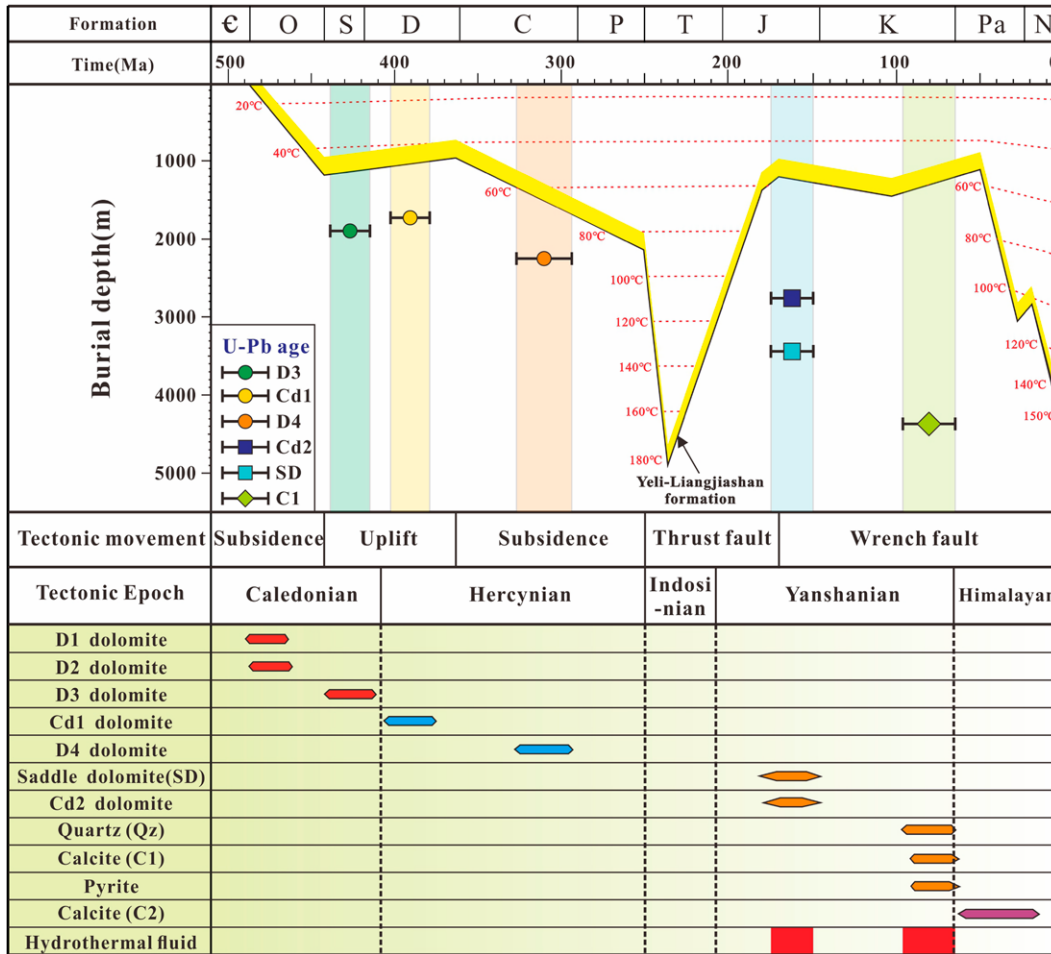 Formation Є O S D C P T J K Pa N
Time(Ma) 500 400 300 200 100 0
Burial depth(m)
1000
2000
3000
4000
5000
20℃
40℃
60℃
80℃
100℃
120℃
140℃
160℃
180℃
60℃
80℃
100℃
120℃
140℃
150℃
Yeli-Liangjiashan
formation
U-Pb age
D3
Cd1
D4
Cd2
SD
C1
Tectonic movement Subsidence Uplift Subsidence Thrust fault Wrench fault
Tectonic Epoch Caledonian Hercynian Indosi
-nian Yanshanian Himalayan
D1 dolomite
D2 dolomite
D3 dolomite
Cd1 dolomite
D4 dolomite
Saddle dolomite(SD)
Cd2 dolomite
Quartz (Qz)
Calcite (C1)
Pyrite
Calcite (C2)
Hydrothermal fluid